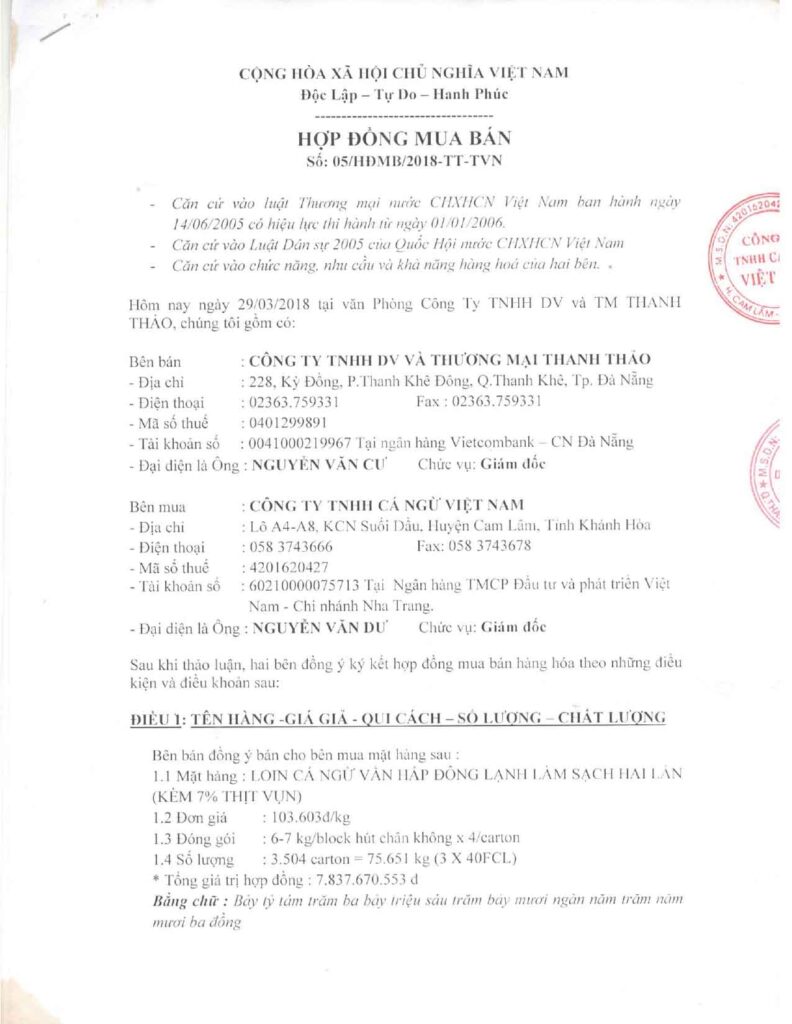 CỘNG HÒA XÃ HỘI CHỦ NGHĨA VIỆT NAM
Độc Lập – Tự Do – Hanh Phúc
----------------------------------
HỢP ĐỒNG MUA BÁN
Số: 05/HĐMB/2018-TT-TVN
- Căn cứ vào luật Thương mại nước CHXHCN Việt Nam ban hành ngày
14/06/2005 có hiệu lực thi hành từ ngày 01/01/2006.
- Căn cứ vào Luật Dân sự 2005 của Quốc Hội nước CHXHCN Việt Nam
- Căn cứ vào chức năng, nhu cầu và khả năng hàng hoá của hai bên.
Hôm nay ngày 29/03/2018 tại văn Phòng Công Ty TNHH DV và TM THANH
THẢO, chúng tôi gồm có:
Bên bán : CÔNG TY TNHH DV VÀ THƯƠNG MẠI THANH THẢO
- Địa chỉ : 228, Kỳ Đồng, P.Thanh Khê Đông, Q.Thanh Khê, Tp. Đà Nẵng
- Điện thoại : 02363.759331 Fax : 02363.759331
- Mã số thuế : 0401299891
- Tài khoản số : 0041000219967 Tại ngân hàng Vietcombank – CN Đà Nẵng
- Đại diện là Ông : NGUYỄN VĂN CƯ Chức vụ: Giám đốc
Bên mua : CÔNG TY TNHH CÁ NGỪ VIỆT NAM
- Địa chỉ : Lô A4-A8, KCN Suối Dầu, Huyện Cam Lâm, Tỉnh Khánh Hòa
- Điện thoại : 058 3743666 Fax: 058 3743678
- Mã số thuế : 4201620427
- Tài khoản số : 60210000075713 Tại Ngân hàng TMCP Đầu tư và phát triển Việt
Nam - Chi nhánh Nha Trang.
- Đại diện là Ông : NGUYỄN VĂN DƯ Chức vụ: Giám đốc
Sau khi thảo luận, hai bên đồng ý ký kết hợp đồng mua bán hàng hóa theo những điều
kiện và điều khoản sau:
ĐIỀU 1: TÊN HÀNG -GIÁ GIẢ - QUI CÁCH – SỐ LƯỢNG – CHẤT LƯỢNG
Bên bán đồng ý bán cho bên mua mặt hàng sau :
1.1 Mặt hàng : LOIN CÁ NGỪ VẰN HẤP ĐÔNG LẠNH LÀM SẠCH HAI LẦN
(KÈM 7% THỊT VỤN)
1.2 Đơn giá : 103.603đ/kg
1.3 Đóng gói : 6-7 kg/block hút chân không x 4/carton
1.4 Số lượng : 3.504 carton = 75.651 kg (3 X 40FCL)
* Tổng giá trị hợp đồng : 7.837.670.553 đ
Bằng chữ : Bảy tỷ tám trăm ba bảy triệu sáu trăm bảy mươi ngàn năm trăm năm
mươi ba đồng
M.S.D.N: 42016204
CÔNG
TNHH CÁ
VIỆT
H. CAM LÂM -
M.S.D.N: